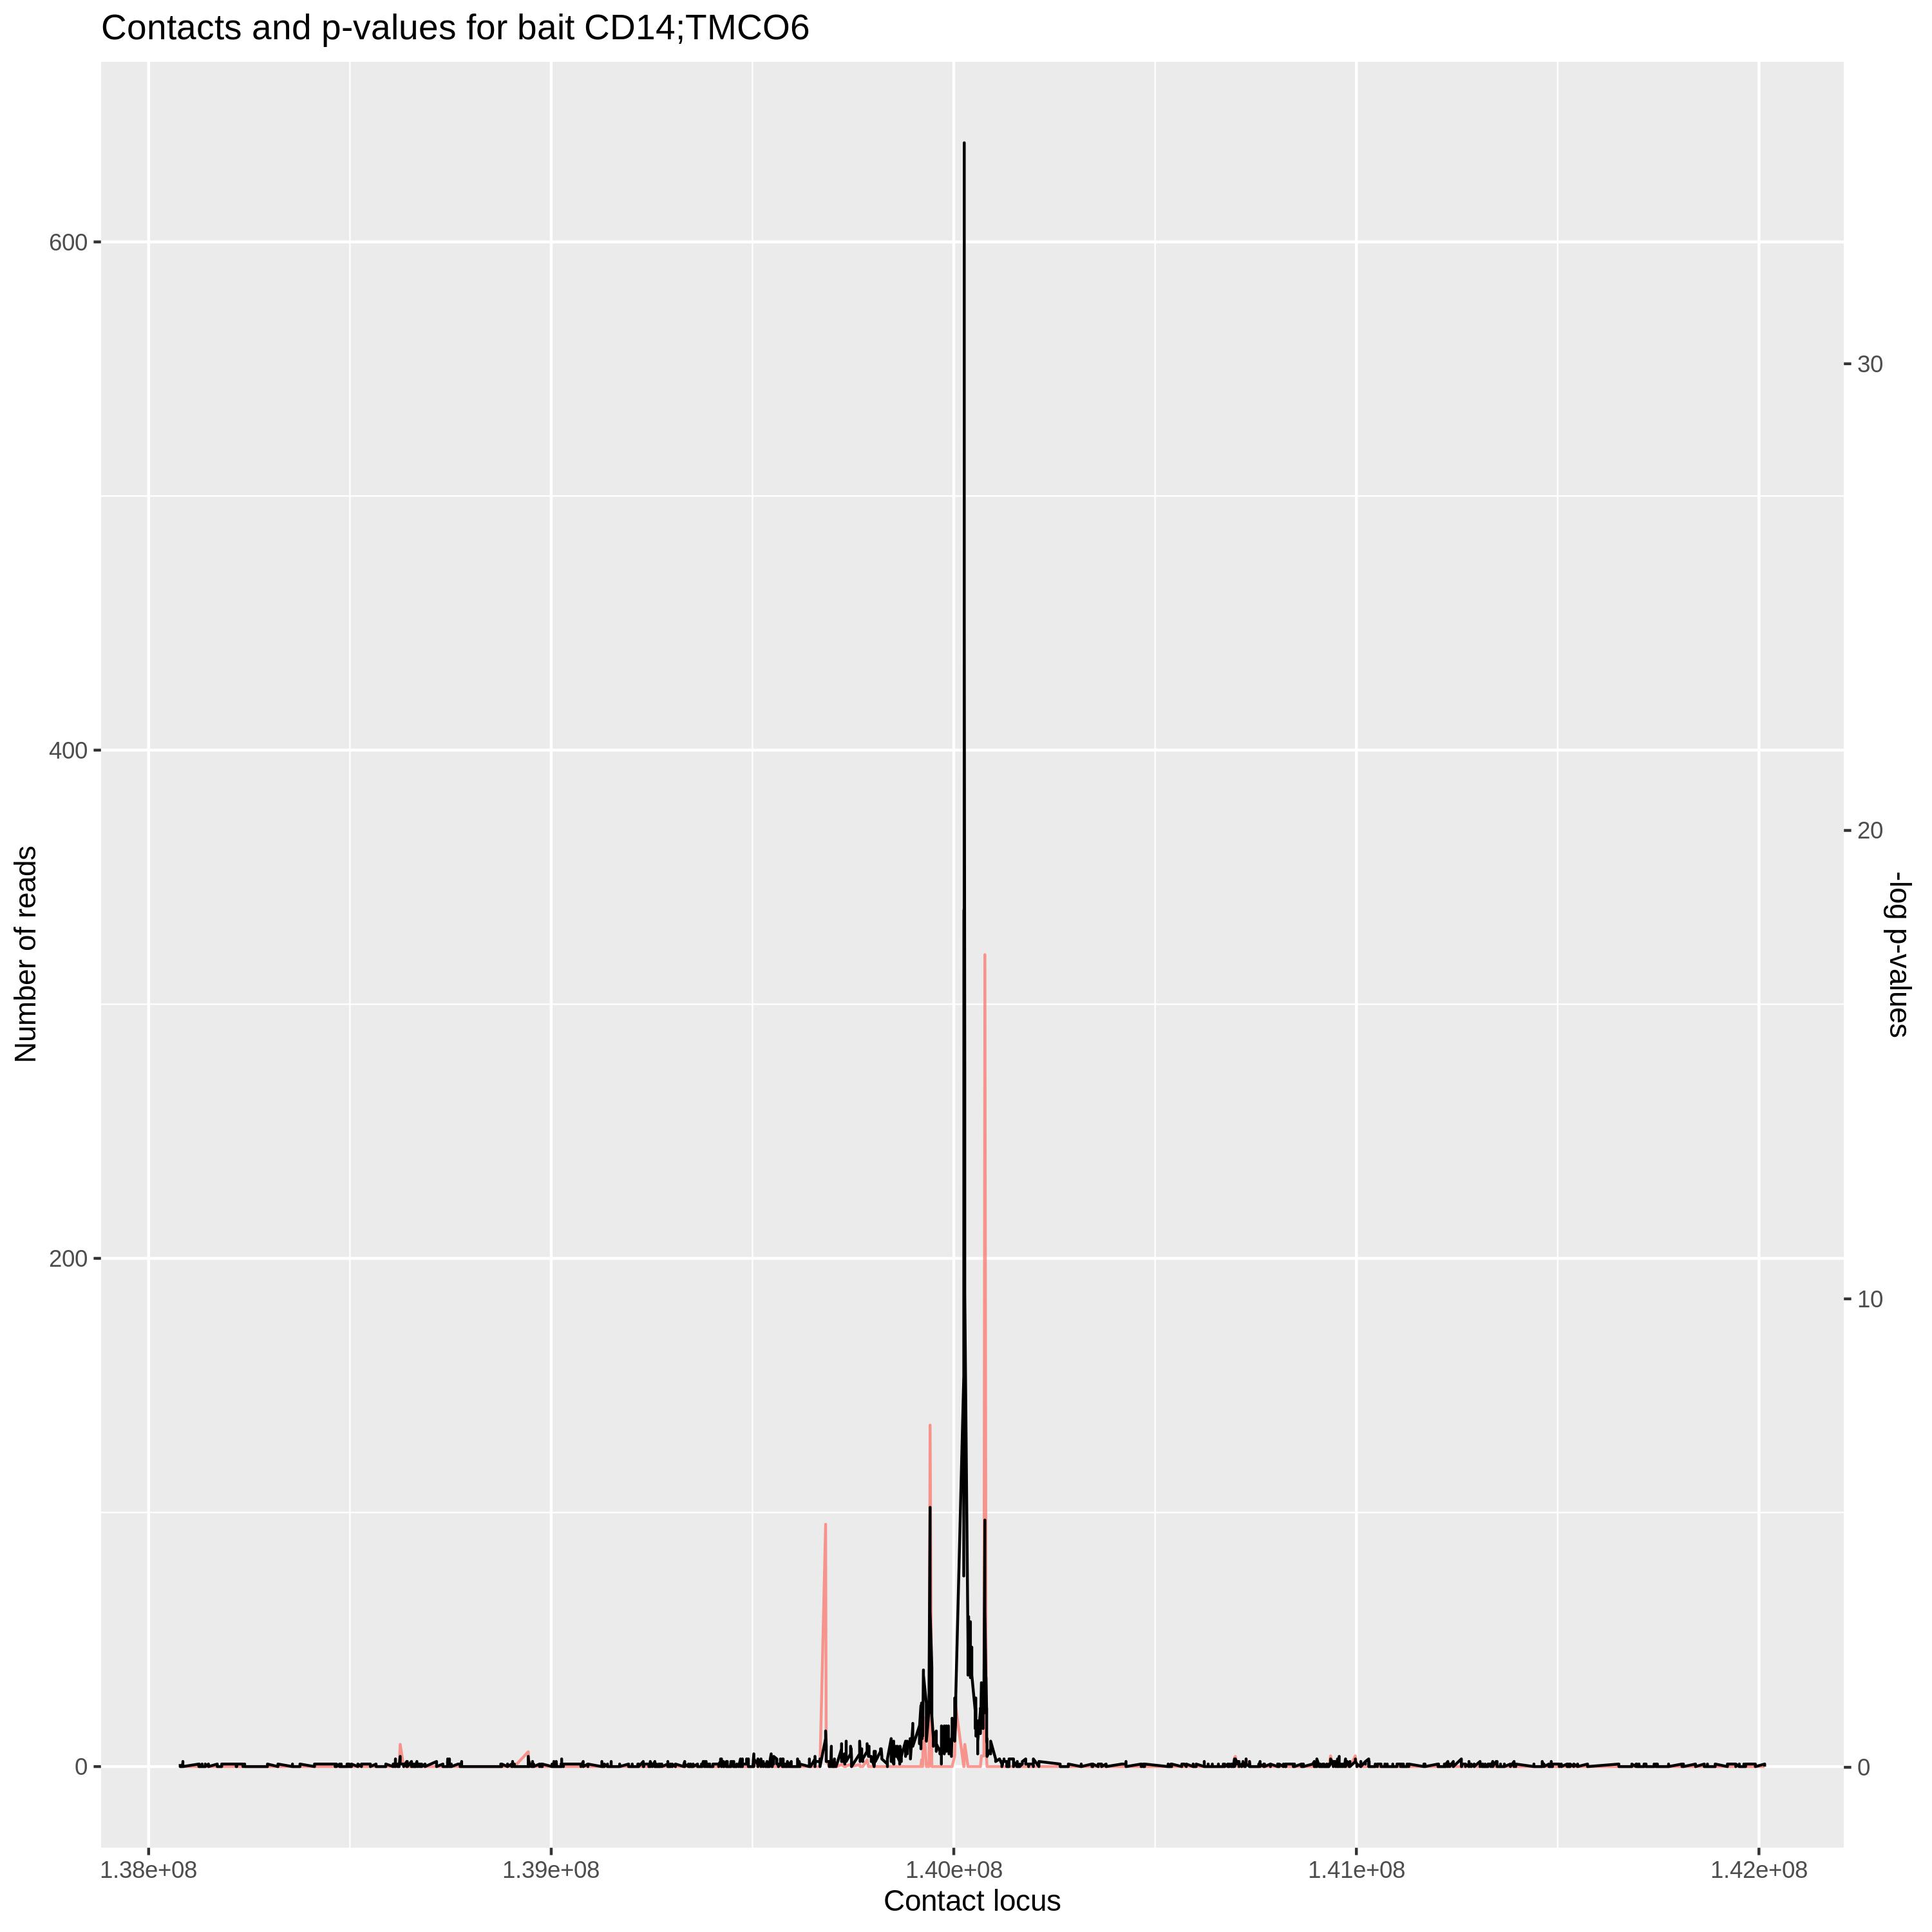 Contacts and p-values for bait CD14;TMCO6
600
400
200
0
Number of reads
30
20
10
0
-log p-values
1.38e+08
1.39e+08
1.40e+08
1.41e+08
1.42e+08
Contact locus